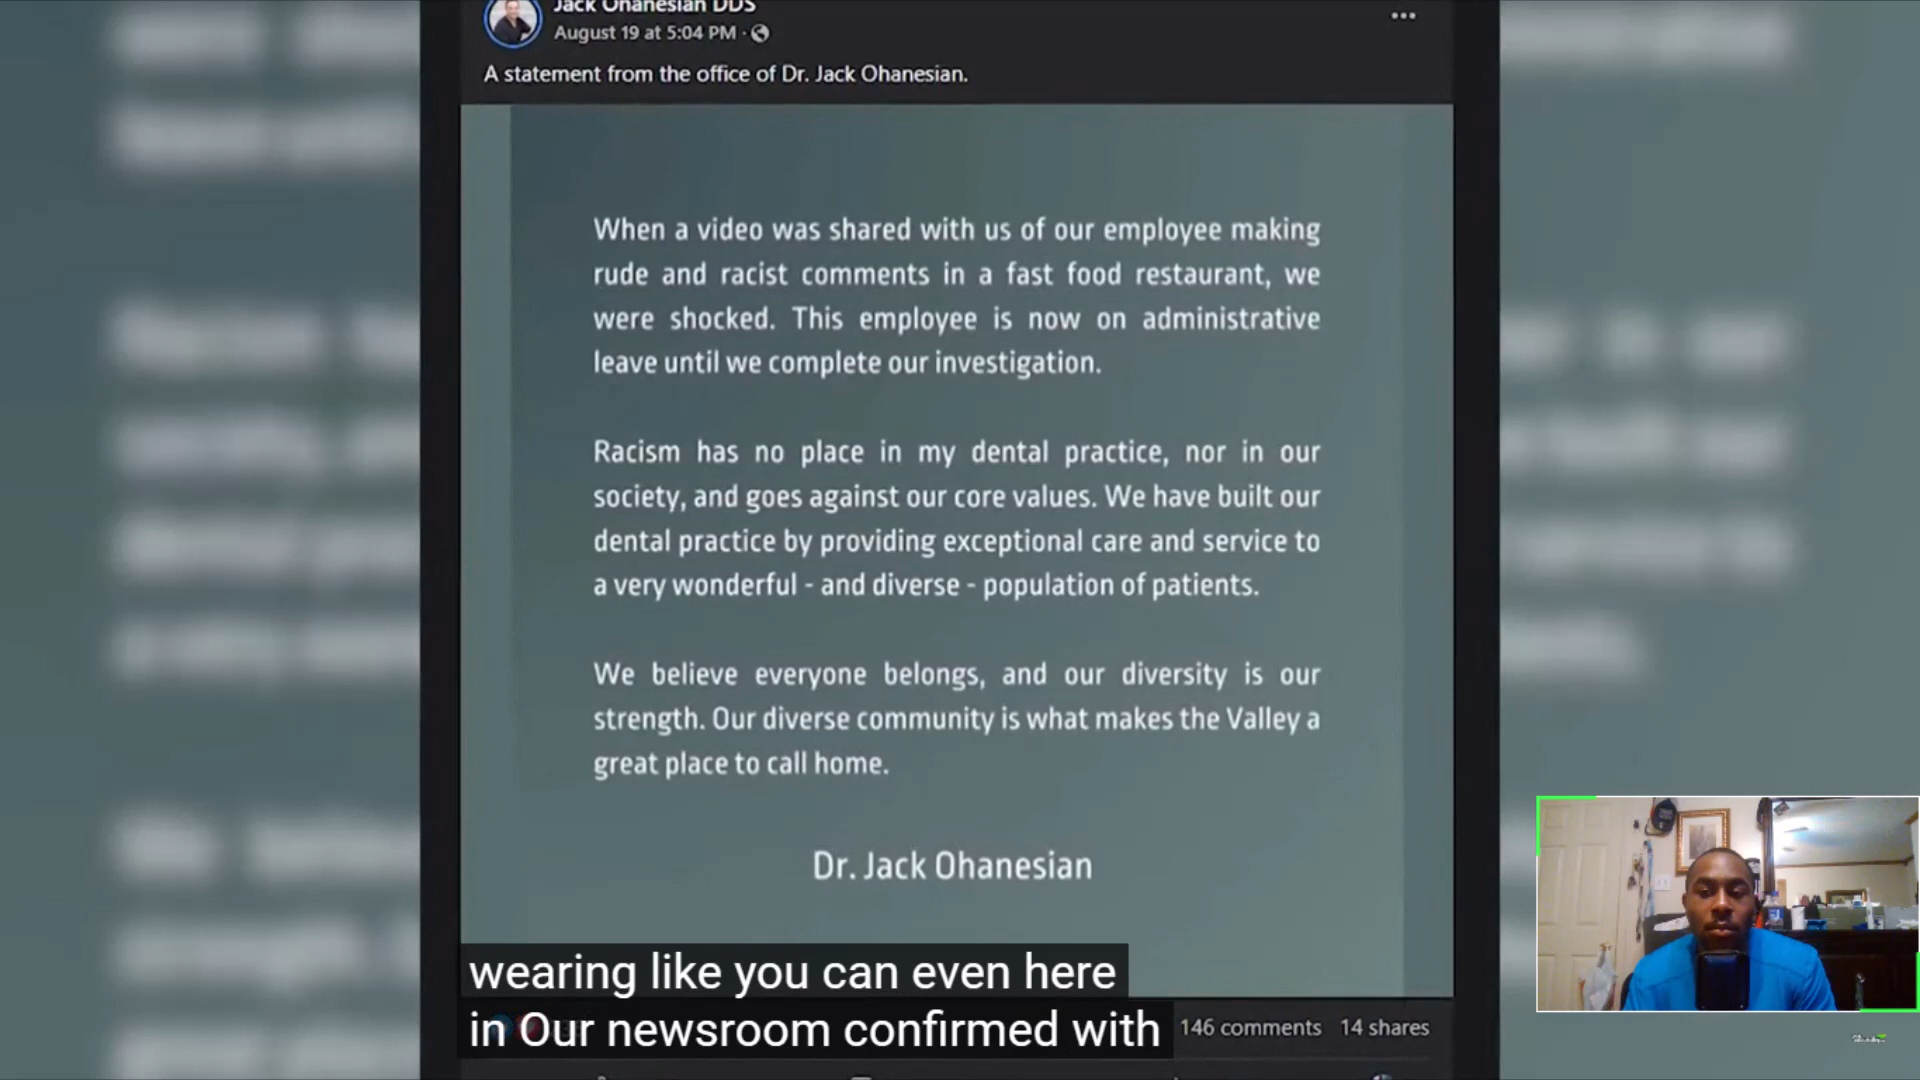 Jack Ohanesian DDS
August 19 at 5:04 PM ·
A statement from the office of Dr. Jack Ohanesian.
When a video was shared with us of our employee making
rude and racist comments in a fast food restaurant, we
were shocked. This employee is now on administrative
leave until we complete our investigation.
Racism has no place in my dental practice, nor in our
society, and goes against our core values. We have built our
dental practice by providing exceptional care and service to
a very wonderful - and diverse - population of patients.
We believe everyone belongs, and our diversity is our
strength. Our diverse community is what makes the Valley a
great place to call home.
Dr. Jack Ohanesian
wearing like you can even here
in Our newsroom confirmed with
146 comments 14 shares